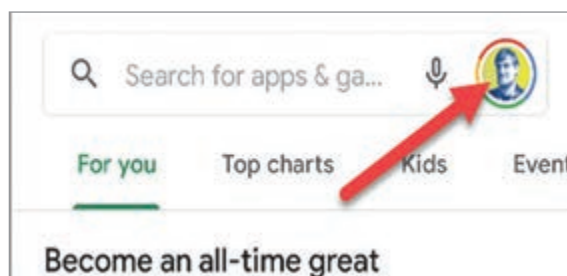 Search for apps & ga...
For you Top charts Kids Event
Become an all-time great